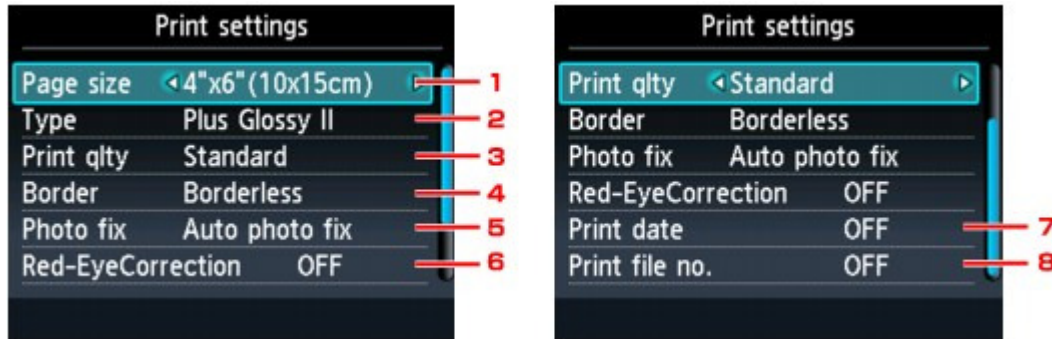 Print settings
Page size 4"x6"(10x15cm) 1
Type Plus Glossy II 2
Print qlty Standard 3
Border Borderless 4
Photo fix Auto photo fix 5
Red-EyeCorrection OFF 6
Print settings
Print qlty Standard
Border Borderless
Photo fix Auto photo fix
Red-EyeCorrection OFF
Print date OFF 7
Print file no. OFF 8